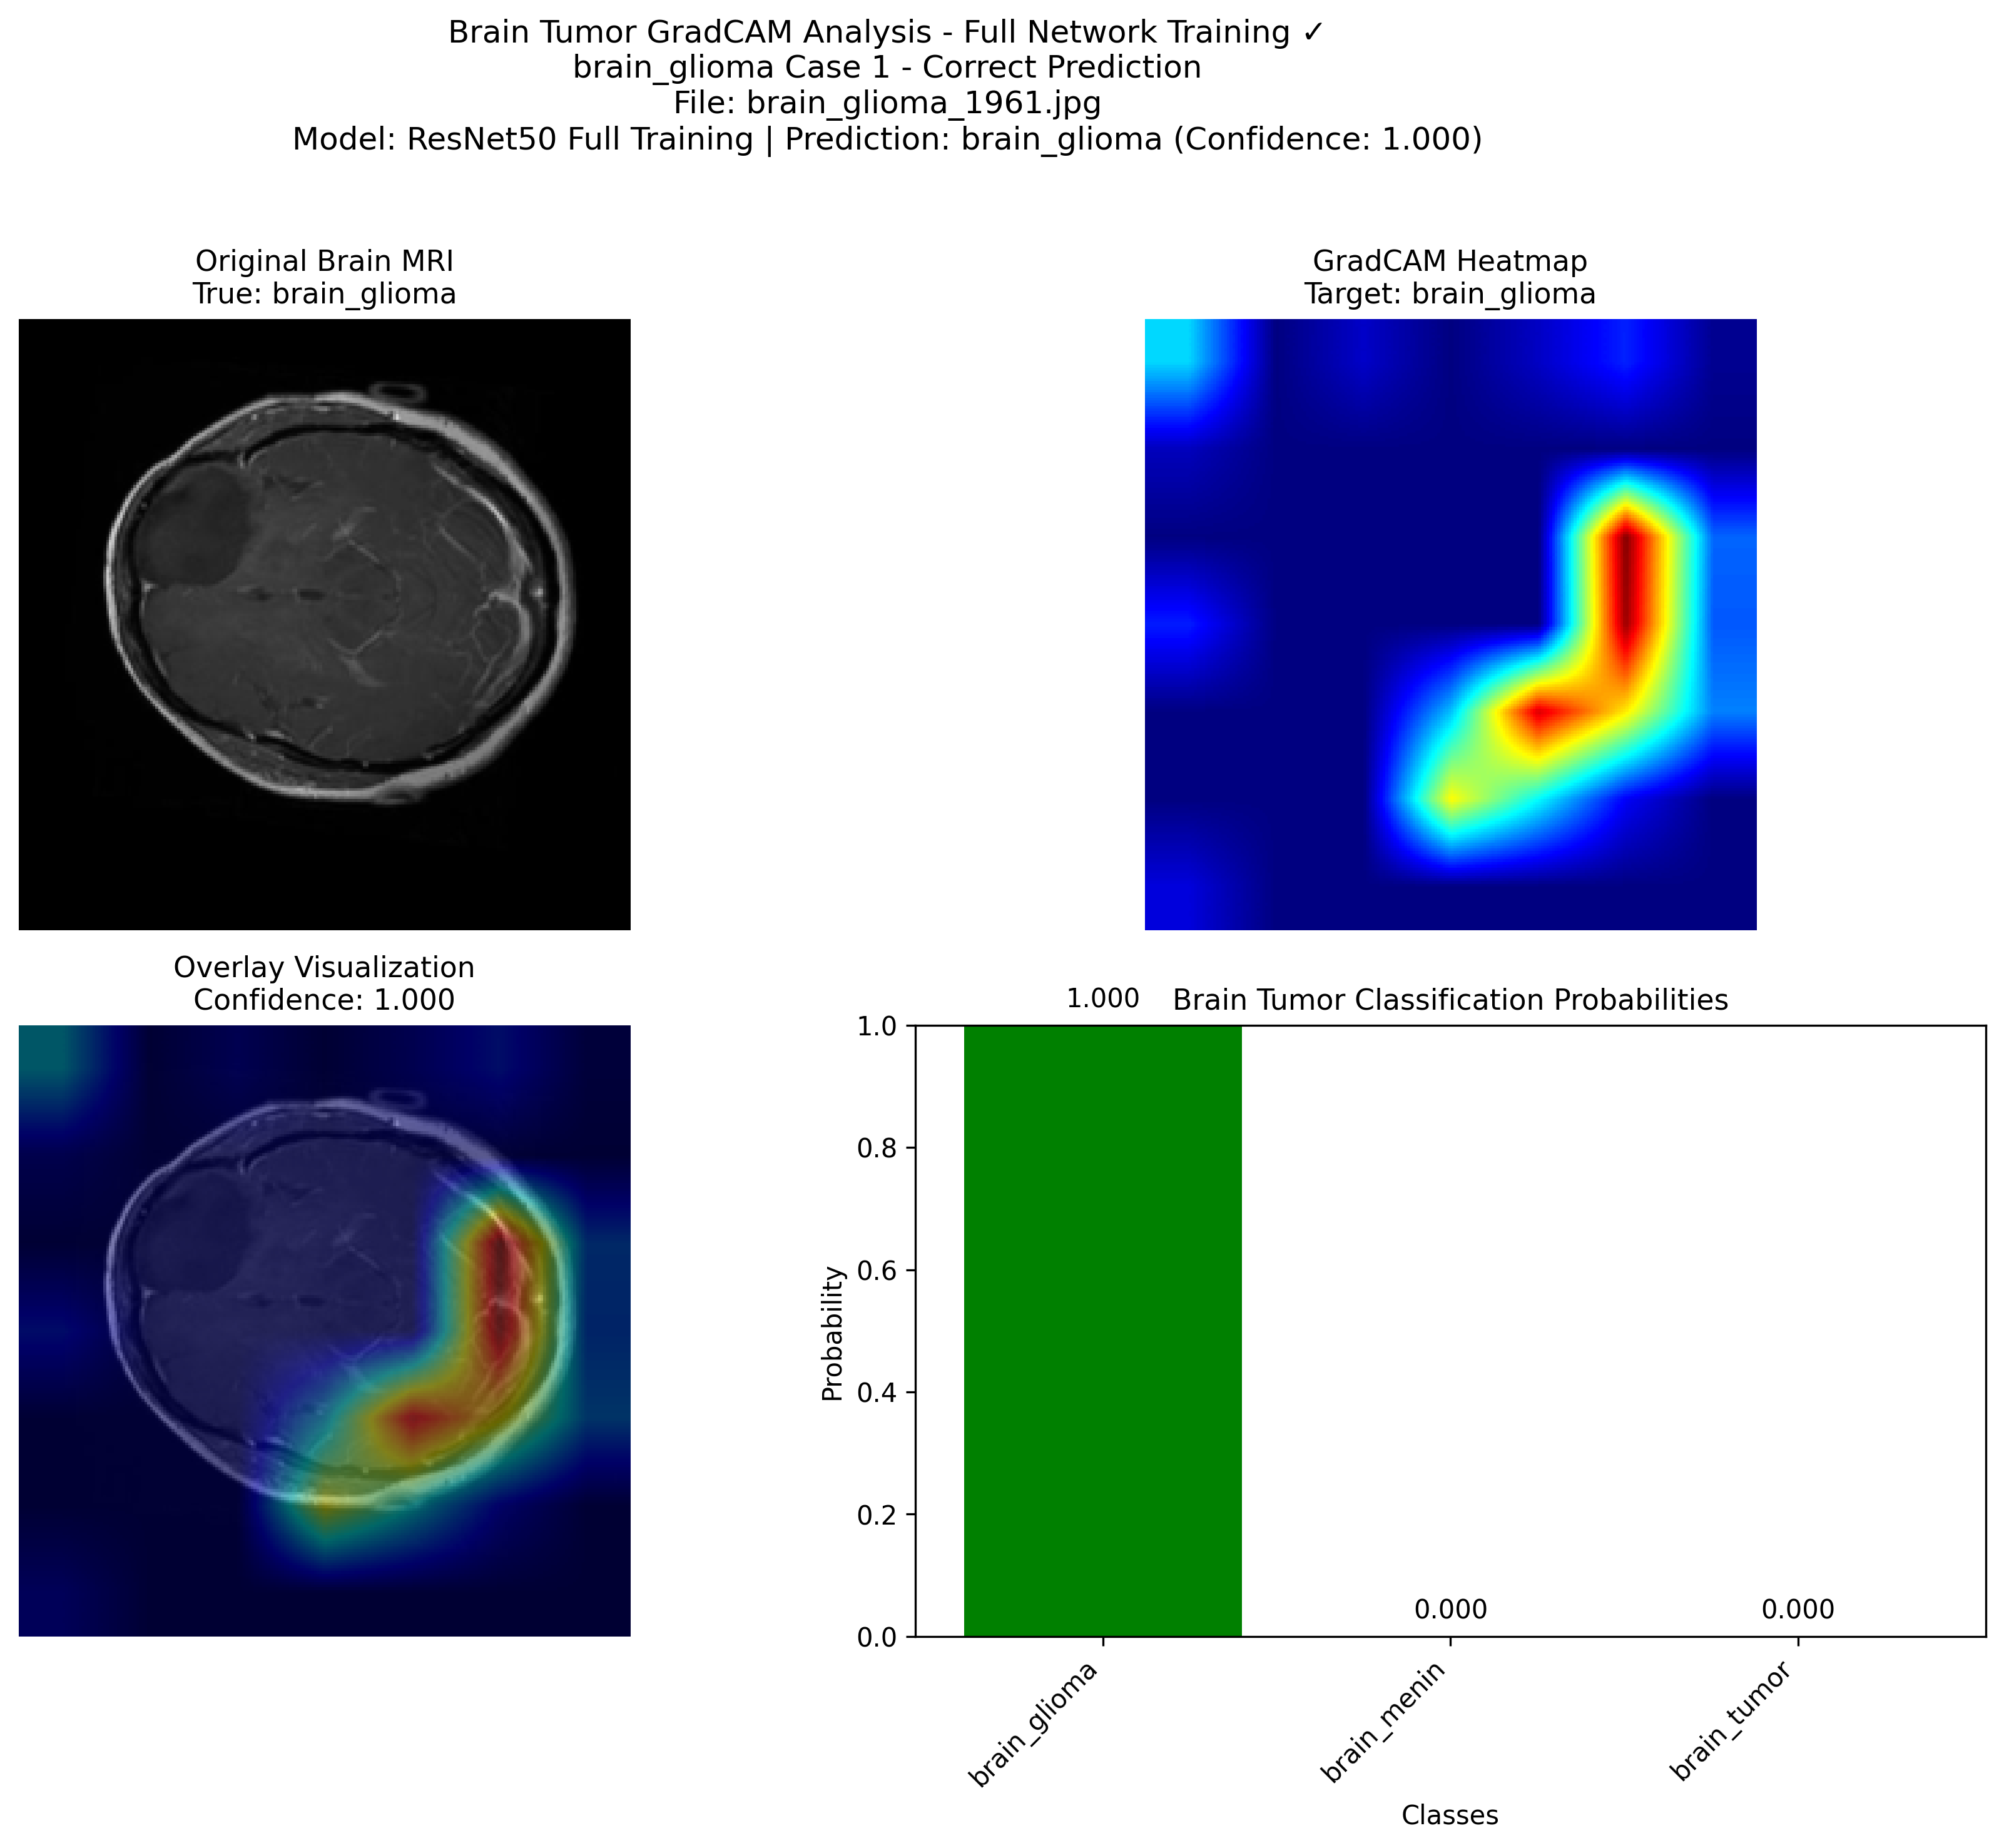 Brain Tumor GradCAM Analysis - Full Network Training ✓
brain_glioma Case 1 - Correct Prediction
File: brain_glioma_1961.jpg
Model: ResNet50 Full Training | Prediction: brain_glioma (Confidence: 1.000)
Original Brain MRI
True: brain_glioma
GradCAM Heatmap
Target: brain_glioma
Overlay Visualization
Confidence: 1.000
Brain Tumor Classification Probabilities
1.000
1.0
0.8
0.6
0.4
0.2
0.0
Probability
0.000
0.000
brain_glioma
brain_menin
brain_tumor
Classes